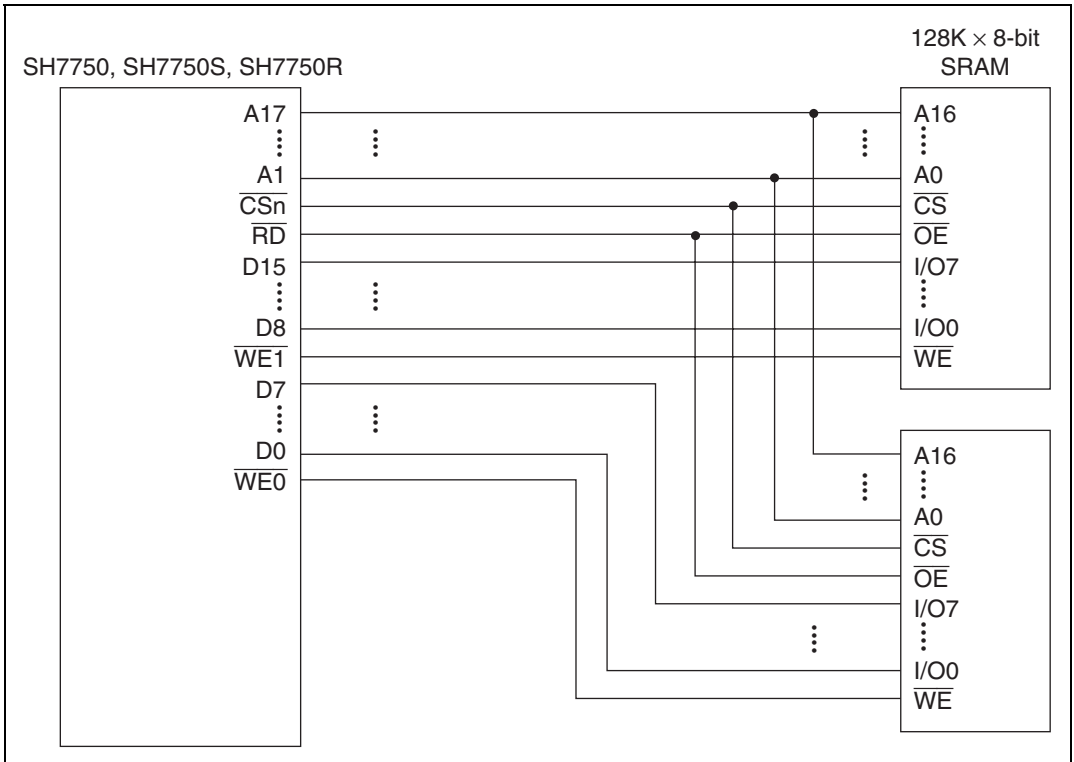 128K × 8-bit
SRAM
SH7750, SH7750S, SH7750R
A17
A1
CSn
RD
D15
D8
WE1
D7
D0
WE0
A16
A0
CS
OE
I/O7
I/O0
WE
A16
A0
CS
OE
I/O7
I/O0
WE